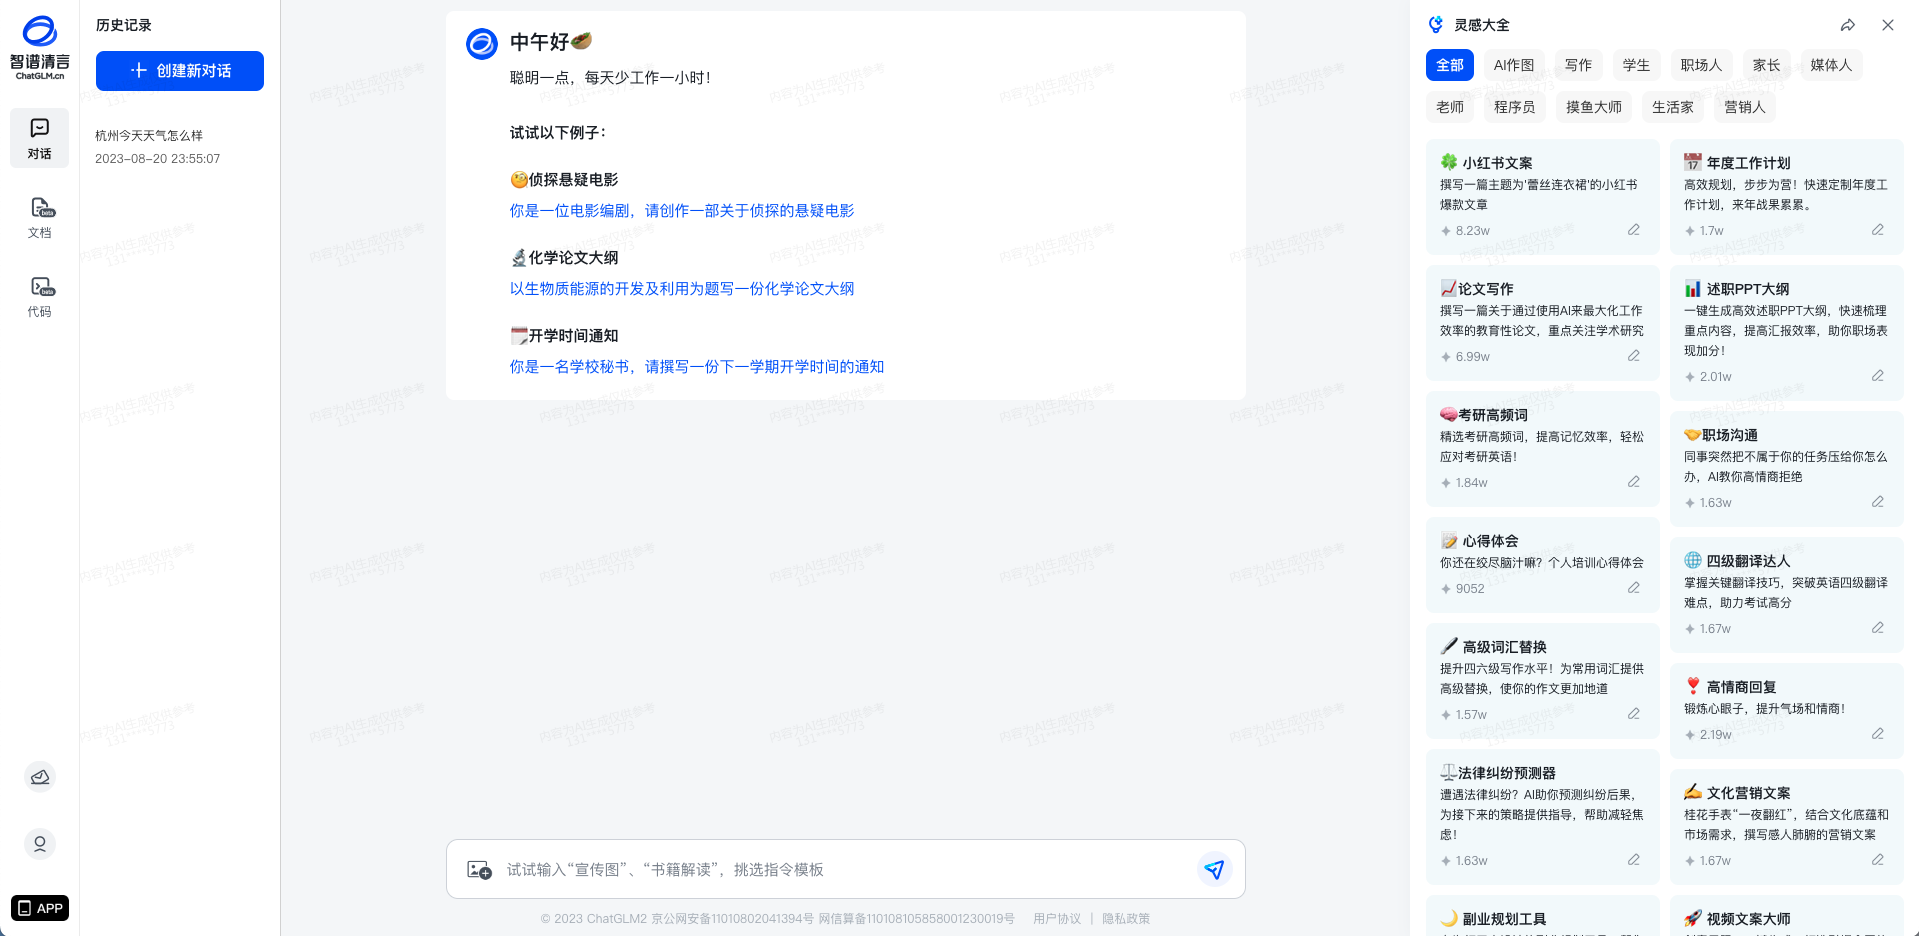 智谱清言
ChatGLM.cn
对话
文档
beta
代码
beta
APP
历史记录
创建新对话
杭州今天天气怎么样
2023-08-20 23:55:07
中午好
聪明一点，每天少工作一小时！
试试以下例子：
侦探悬疑电影
你是一位电影编剧，请创作一部关于侦探的悬疑电影
化学论文大纲
以生物质能源的开发及利用为题写一份化学论文大纲
开学时间通知
你是一名学校秘书，请撰写一份下一学期开学时间的通知
内容为AI生成仅供参考
131****5773
试试输入“宣传图”、“书籍解读”，挑选指令模板
© 2023 ChatGLM2 京公网安备11010802041394号 网信算备110108105858001230019号 用户协议 | 隐私政策
灵感大全
全部 AI作图 写作 学生 职场人 家长 媒体人
老师 程序员 摸鱼大师 生活家 营销人
小红书文案
撰写一篇主题为'蕾丝连衣裙'的小红书
爆款文章
8.23w
论文写作
撰写一篇关于通过使用AI来最大化工作
效率的教育性论文，重点关注学术研究
6.99w
考研高频词
精选考研高频词，提高记忆效率，轻松
应对考研英语！
1.84w
心得体会
你还在绞尽脑汁嘛？个人培训心得体会
9052
高级词汇替换
提升四六级写作水平！为常用词汇提供
高级替换，使你的作文更加地道
1.57w
法律纠纷预测器
遭遇法律纠纷？AI助你预测纠纷后果，
为接下来的策略提供指导，帮助减轻焦
虑！
1.63w
副业规划工具
年度工作计划
高效规划，步步为营！快速定制年度工
作计划，来年战果累累。
1.7w
述职PPT大纲
一键生成高效述职PPT大纲，快速梳理
重点内容，提高汇报效率，助你职场表
现加分！
2.01w
职场沟通
同事突然把不属于你的任务压给你怎么
办，AI教你高情商拒绝
1.63w
四级翻译达人
掌握关键翻译技巧，突破英语四级翻译
难点，助力考试高分
1.67w
高情商回复
锻炼心眼子，提升气场和情商！
2.19w
文化营销文案
桂花手表“一夜翻红”，结合文化底蕴和
市场需求，撰写感人肺腑的营销文案
1.67w
视频文案大师